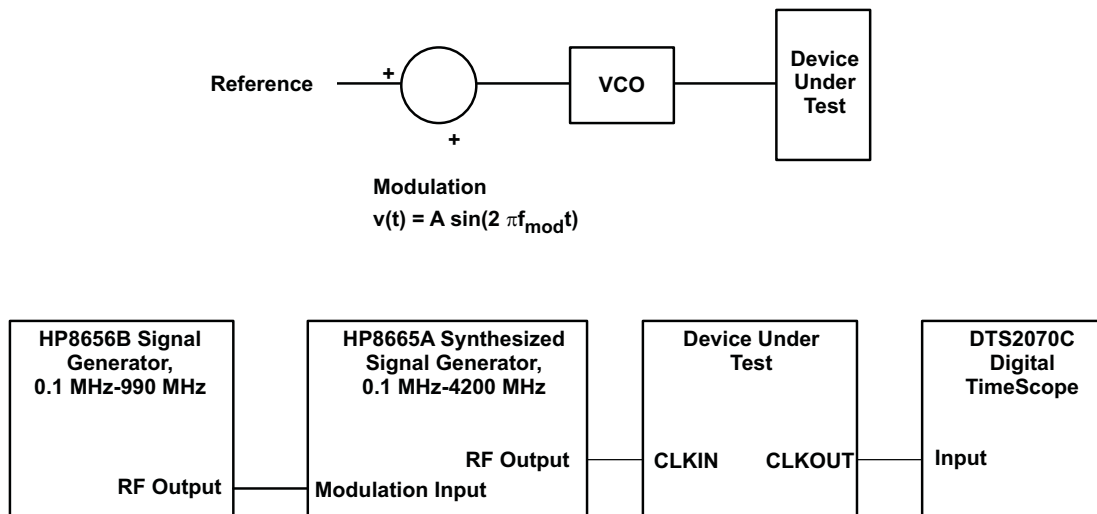 Reference
+
+
VCO
Device
Under
Test
Modulation
v(t) = A sin(2 πfmodt)
HP8656B Signal
Generator,
0.1 MHz-990 MHz
RF Output
HP8665A Synthesized
Signal Generator,
0.1 MHz-4200 MHz
RF Output
Modulation Input
Device Under
Test
CLKIN
CLKOUT
DTS2070C
Digital
TimeScope
Input